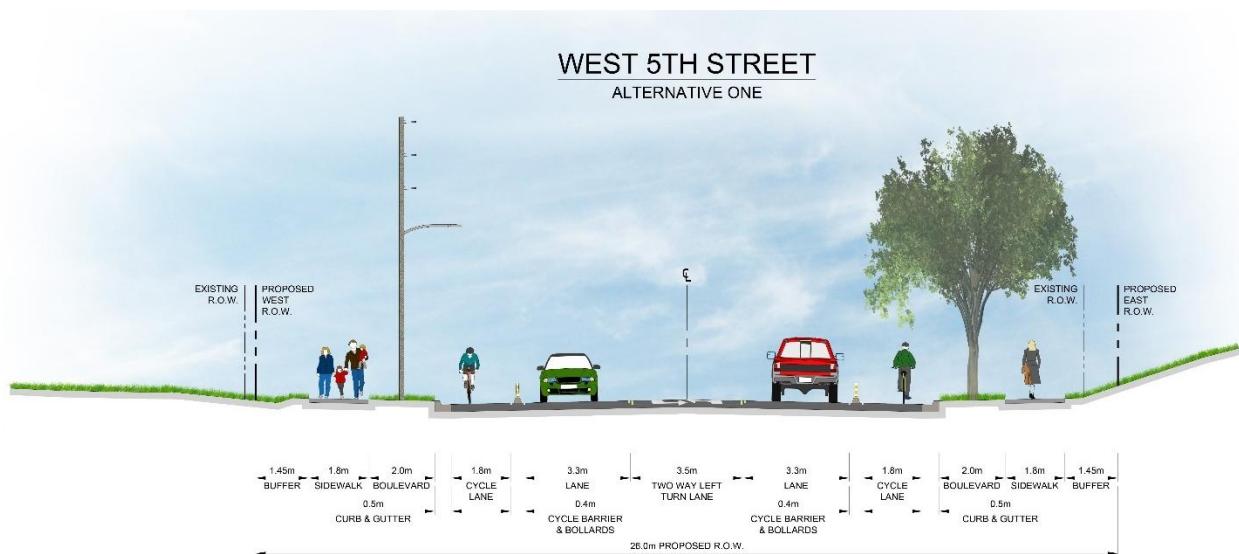 WEST 5TH STREET
ALTERNATIVE ONE
℄
EXISTING
R.O.W.
PROPOSED
WEST
R.O.W.
EXISTING
R.O.W.
PROPOSED
EAST
R.O.W.
1.45m 1.8m 2.0m 1.8m 3.3m 3.5m 3.3m 1.8m 2.0m 1.8m 1.45m
BUFFER SIDEWALK BOULEVARD CYCLE LANE TWO WAY LEFT LANE CYCLE BOULEVARD SIDEWALK BUFFER
LANE TURN LANE LANE
0.5m 0.4m 0.4m 0.5m
CURB & GUTTER CYCLE BARRIER CYCLE BARRIER CURB & GUTTER
& BOLLARDS & BOLLARDS
26.0m PROPOSED R.O.W.